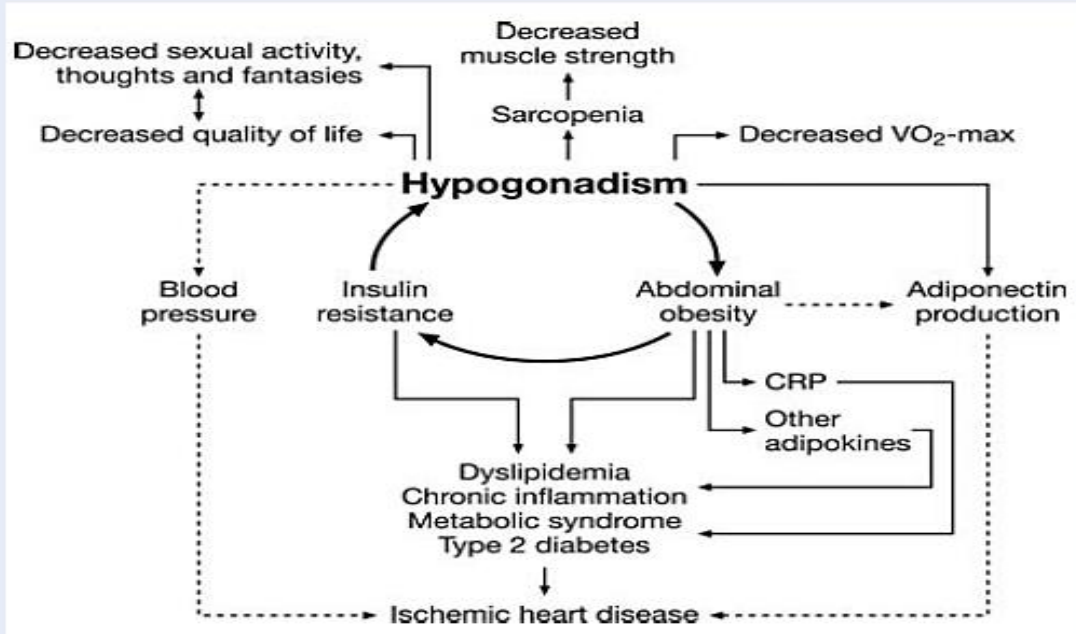 Decreased
muscle strength
Decreased sexual activity,
thoughts and fantasies
Sarcopenia
Decreased quality of life
Decreased VO₂-max
Hypogonadism
Blood
pressure
Insulin
resistance
Abdominal
obesity
Adiponectin
production
CRP
Other
adipokines
Dyslipidemia
Chronic inflammation
Metabolic syndrome
Type 2 diabetes
Ischemic heart disease